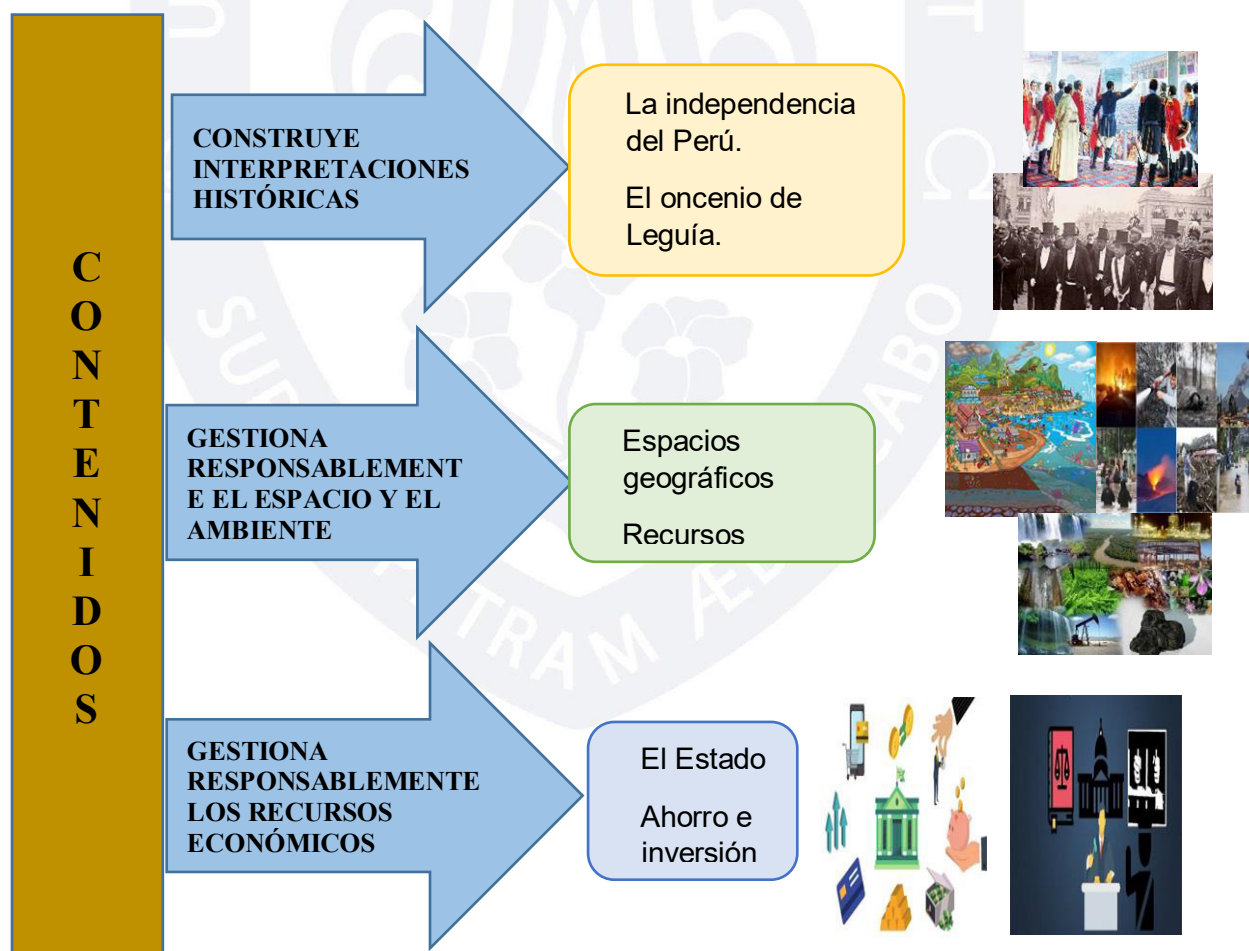 CONTENIDOS
CONSTRUYE
INTERPRETACIONES
HISTÓRICAS
La independencia
del Perú.
El oncenio de
Leguía.
GESTIONA
RESPONSABLEMENT
E EL ESPACIO Y EL
AMBIENTE
Espacios
geográficos
Recursos
GESTIONA
RESPONSABLEMENTE
LOS RECURSOS
ECONÓMICOS
El Estado
Ahorro e
inversión